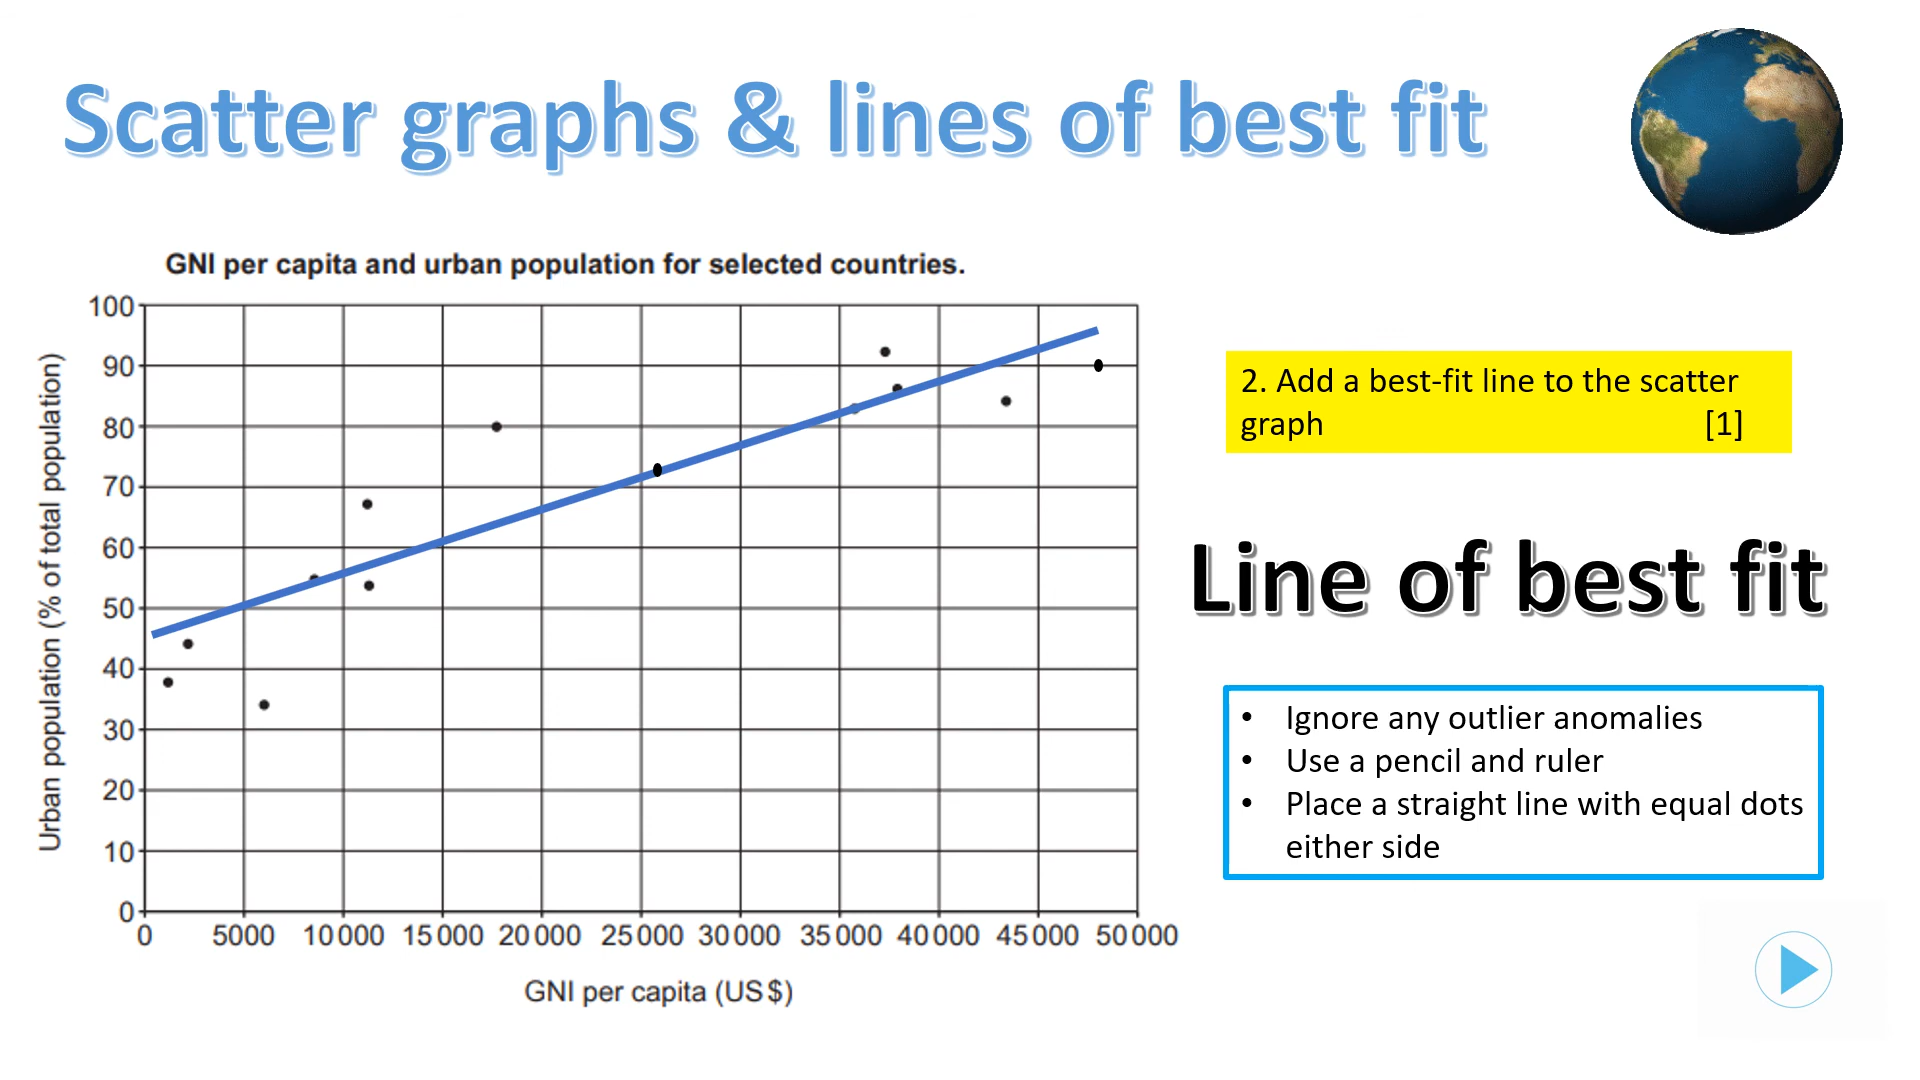 Scatter graphs & lines of best fit
GNI per capita and urban population for selected countries.
Urban population (% of total population)
100
90
80
70
60
50
40
30
20
10
0
0 5000 10 000 15 000 20 000 25 000 30 000 35 000 40 000 45 000 50 000
GNI per capita (US $)
2. Add a best-fit line to the scatter
graph [1]
Line of best fit
• Ignore any outlier anomalies
• Use a pencil and ruler
• Place a straight line with equal dots
either side